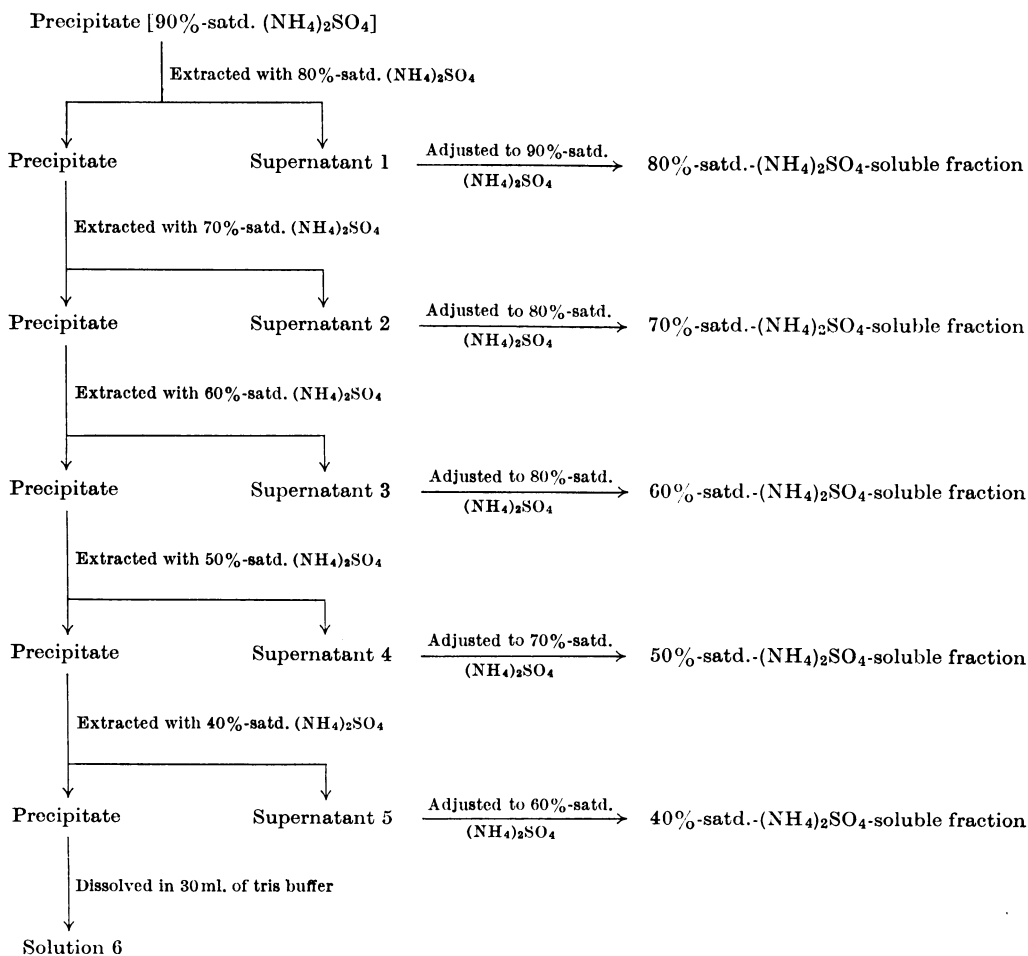 Precipitate [90%-satd. (NH₄)₂SO₄]
Extracted with 80%-satd. (NH₄)₂SO₄
Precipitate
Supernatant 1
Adjusted to 90%-satd.
(NH₄)₂SO₄
80%-satd.-(NH₄)₂SO₄-soluble fraction
Extracted with 70%-satd. (NH₄)₂SO₄
Precipitate
Supernatant 2
Adjusted to 80%-satd.
(NH₄)₂SO₄
70%-satd.-(NH₄)₂SO₄-soluble fraction
Extracted with 60%-satd. (NH₄)₂SO₄
Precipitate
Supernatant 3
Adjusted to 80%-satd.
(NH₄)₂SO₄
60%-satd.-(NH₄)₂SO₄-soluble fraction
Extracted with 50%-satd. (NH₄)₂SO₄
Precipitate
Supernatant 4
Adjusted to 70%-satd.
(NH₄)₂SO₄
50%-satd.-(NH₄)₂SO₄-soluble fraction
Extracted with 40%-satd. (NH₄)₂SO₄
Precipitate
Supernatant 5
Adjusted to 60%-satd.
(NH₄)₂SO₄
40%-satd.-(NH₄)₂SO₄-soluble fraction
Dissolved in 30 ml. of tris buffer
Solution 6